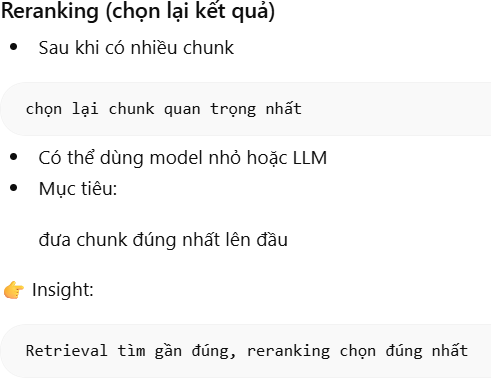 Reranking (chọn lại kết quả)
• Sau khi có nhiều chunk
chọn lại chunk quan trọng nhất
• Có thể dùng model nhỏ hoặc LLM
• Mục tiêu:
đưa chunk đúng nhất lên đầu
👉 Insight:
Retrieval tìm gần đúng, reranking chọn đúng nhất